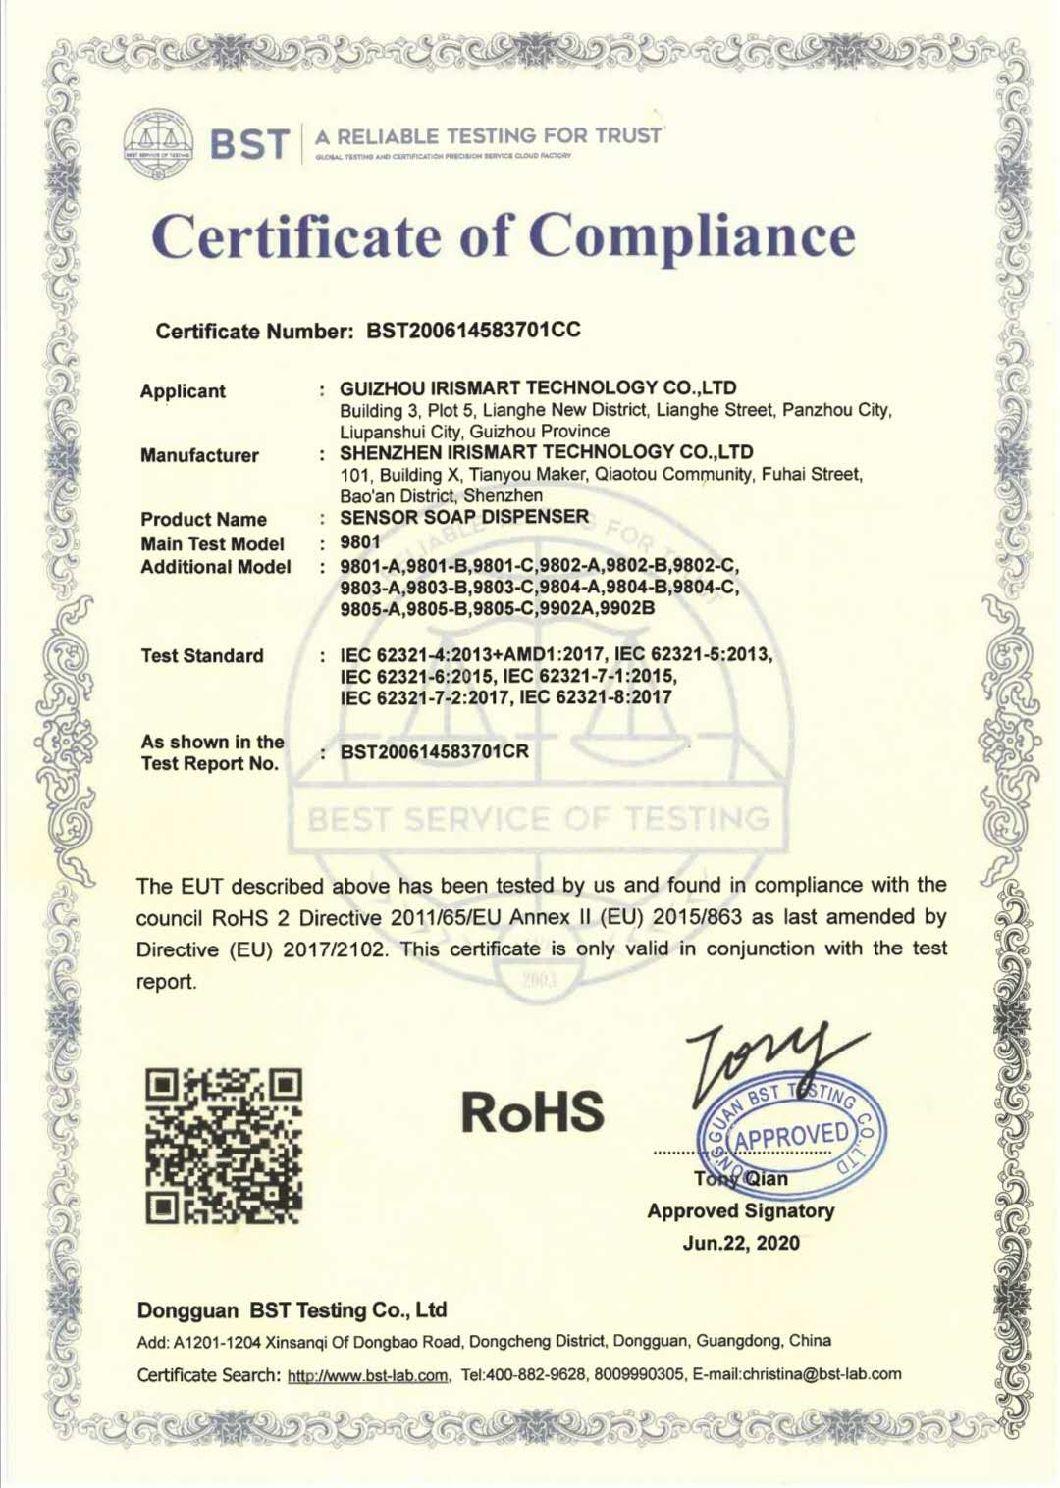 BEST SERVICE OF TESTING
BST
A RELIABLE TESTING FOR TRUST
GLOBAL TESTING AND CERTIFICATION PRECISION SERVICE CLOUD FACTORY
Certificate of Compliance
Certificate Number: BST200614583701CC
Applicant : GUIZHOU IRISMART TECHNOLOGY CO.,LTD
Building 3, Plot 5, Lianghe New District, Lianghe Street, Panzhou City,
Liupanshui City, Guizhou Province
Manufacturer : SHENZHEN IRISMART TECHNOLOGY CO.,LTD
101, Building X, Tianyou Maker, Qiaotou Community, Fuhai Street,
Bao'an District, Shenzhen
Product Name : SENSOR SOAP DISPENSER
Main Test Model : 9801
Additional Model : 9801-A,9801-B,9801-C,9802-A,9802-B,9802-C,
9803-A,9803-B,9803-C,9804-A,9804-B,9804-C,
9805-A,9805-B,9805-C,9902A,9902B
Test Standard : IEC 62321-4:2013+AMD1:2017, IEC 62321-5:2013,
IEC 62321-6:2015, IEC 62321-7-1:2015,
IEC 62321-7-2:2017, IEC 62321-8:2017
As shown in the
Test Report No. : BST200614583701CR
BEST SERVICE OF TESTING
The EUT described above has been tested by us and found in compliance with the
council RoHS 2 Directive 2011/65/EU Annex II (EU) 2015/863 as last amended by
Directive (EU) 2017/2102. This certificate is only valid in conjunction with the test
report.
2003
RoHS
Tony
DONGGUAN BST TESTING CO.,LTD
APPROVED
Tony Qian
Approved Signatory
Jun.22, 2020
Dongguan BST Testing Co., Ltd
Add: A1201-1204 Xinsanqi Of Dongbao Road, Dongcheng District, Dongguan, Guangdong, China
Certificate Search: http://www.bst-lab.com, Tel:400-882-9628, 8009990305, E-mail:christina@bst-lab.com